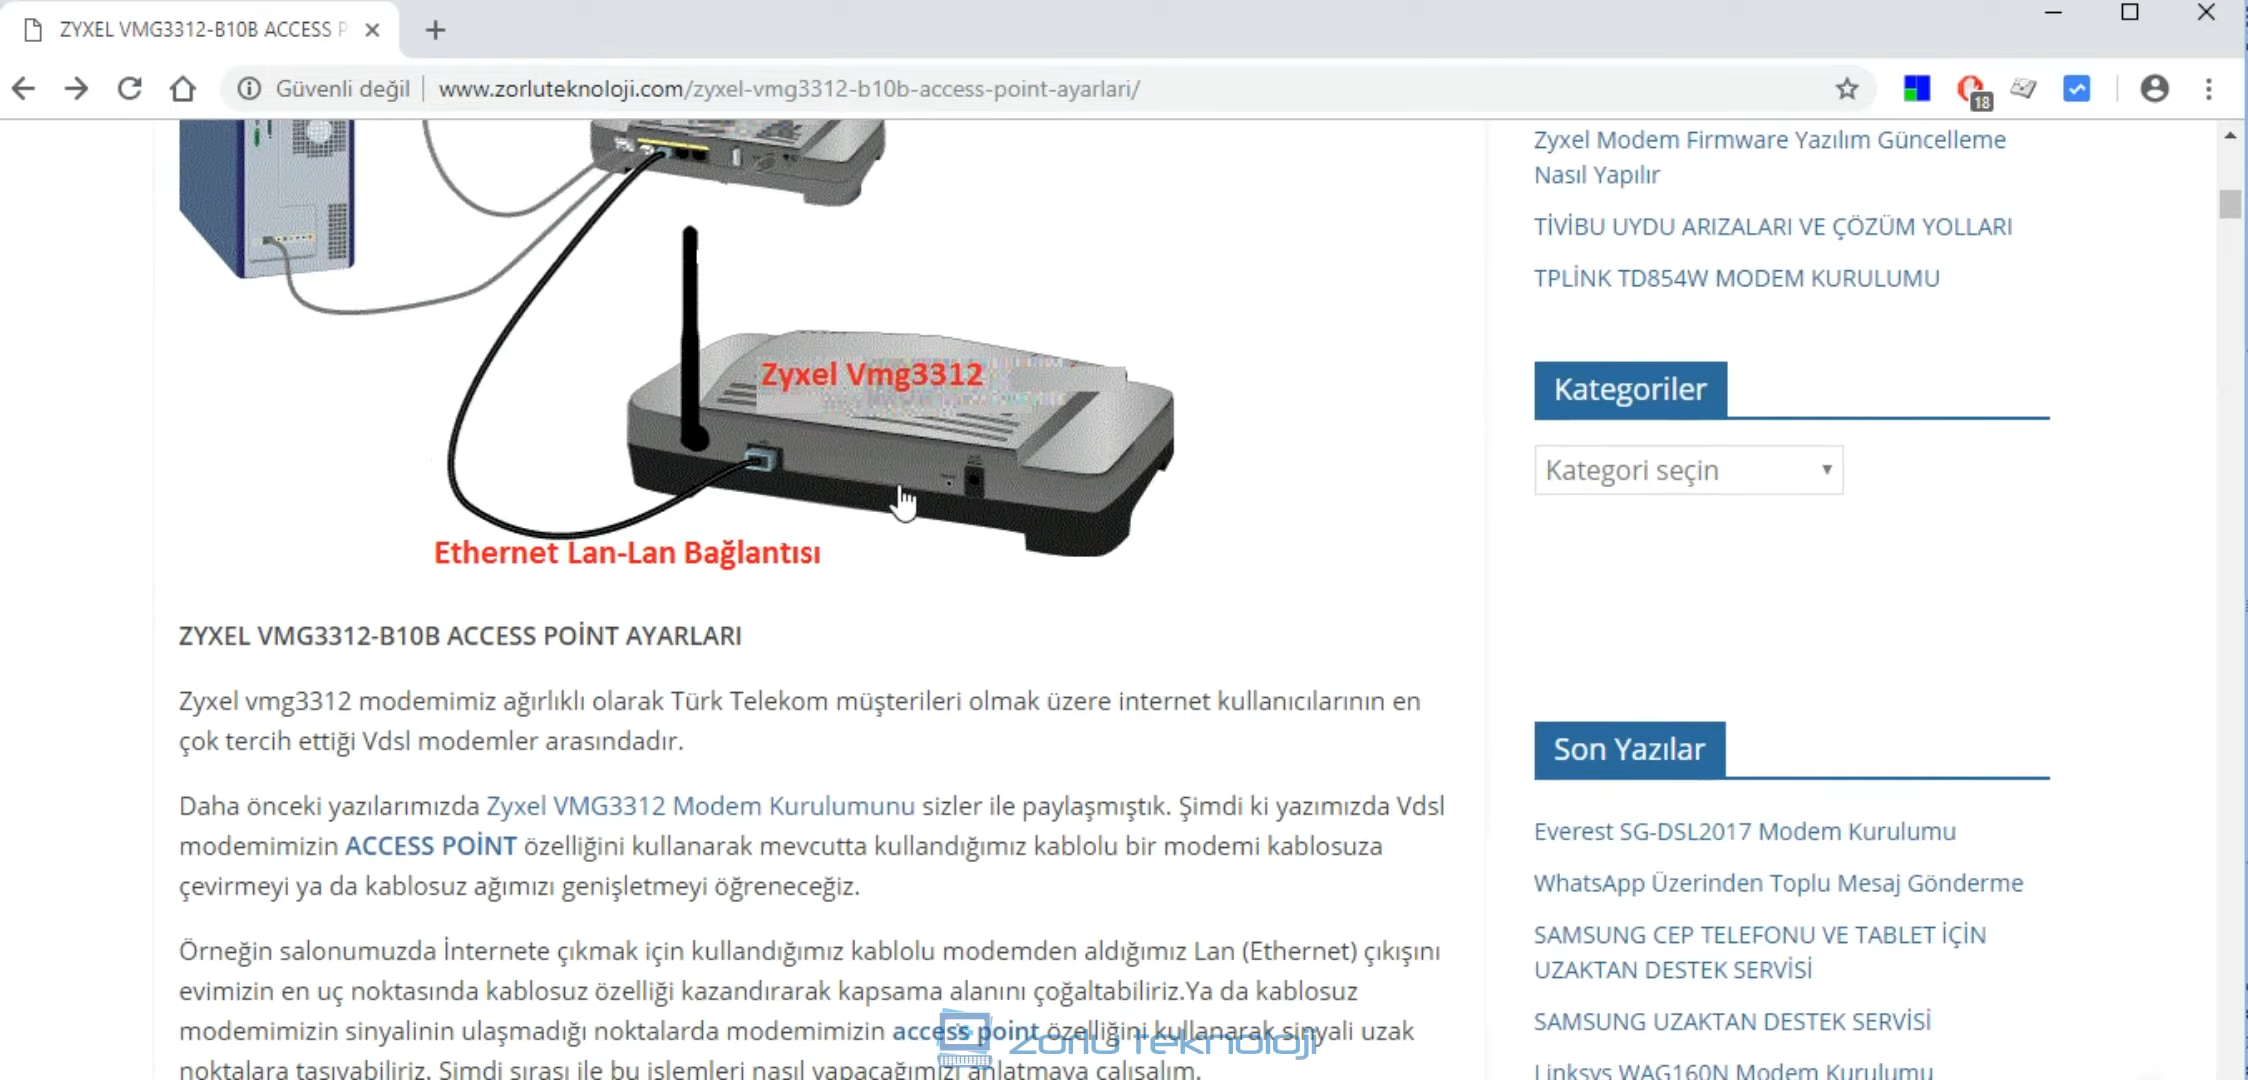 ZYXEL VMG3312-B10B ACCESS P
Güvenli değil
www.zorluteknoloji.com/zyxel-vmg3312-b10b-access-point-ayarlari/
18
Zyxel Vmg3312
Ethernet Lan-Lan Bağlantısı
ZYXEL VMG3312-B10B ACCESS POİNT AYARLARI
Zyxel vmg3312 modemimiz ağırlıklı olarak Türk Telekom müşterileri olmak üzere internet kullanıcılarının en
çok tercih ettiği Vdsl modemler arasındadır.
Daha önceki yazılarımızda Zyxel VMG3312 Modem Kurulumunu sizler ile paylaşmıştık. Şimdi ki yazımızda Vdsl
modemimizin ACCESS POİNT özelliğini kullanarak mevcutta kullandığımız kablolu bir modemi kablosuza
çevirmeyi ya da kablosuz ağımızı genişletmeyi öğreneceğiz.
Örneğin salonumuzda İnternete çıkmak için kullandığımız kablolu modemden aldığımız Lan (Ethernet) çıkışını
evimizin en uç noktasında kablosuz özelliği kazandırarak kapsama alanını çoğaltabiliriz.Ya da kablosuz
modemimizin sinyalinin ulaşmadığı noktalarda modemimizin access point özelliğini kullanarak sinyali uzak
noktalara taşıyabiliriz. Şimdi sırası ile bu işlemleri nasıl yapacağımızı anlatmaya çalışalım.
Zorlu teknoloji
Zyxel Modem Firmware Yazılım Güncelleme
Nasıl Yapılır
TİVİBU UYDU ARIZALARI VE ÇÖZÜM YOLLARI
TPLİNK TD854W MODEM KURULUMU
Kategoriler
Kategori seçin
Son Yazılar
Everest SG-DSL2017 Modem Kurulumu
WhatsApp Üzerinden Toplu Mesaj Gönderme
SAMSUNG CEP TELEFONU VE TABLET İÇİN
UZAKTAN DESTEK SERVİSİ
SAMSUNG UZAKTAN DESTEK SERVİSİ
Linksys WAG160N Modem Kurulumu